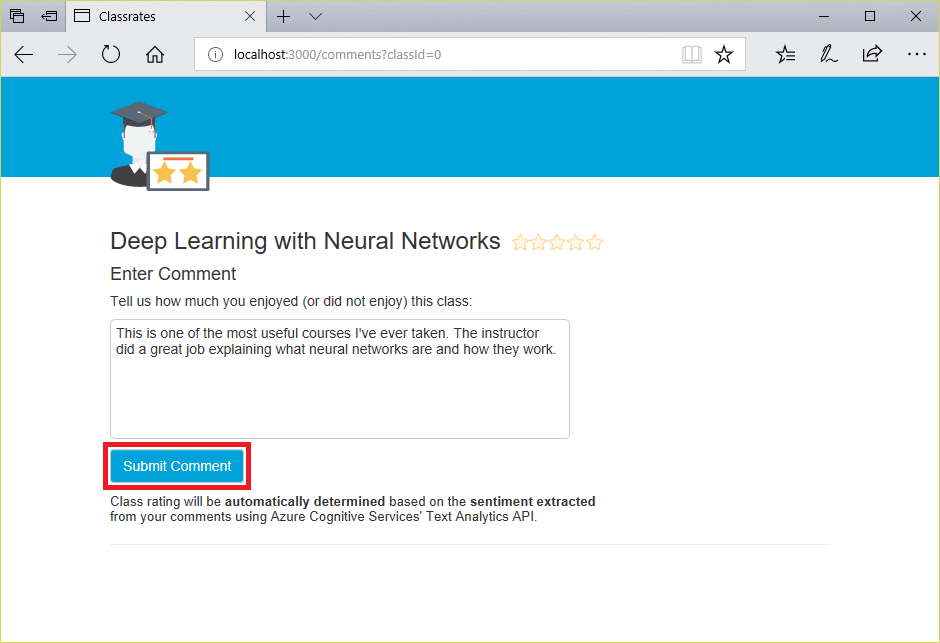 Classrates
localhost:3000/comments?classId=0
Deep Learning with Neural Networks
Enter Comment
Tell us how much you enjoyed (or did not enjoy) this class:
This is one of the most useful courses I've ever taken. The instructor
did a great job explaining what neural networks are and how they work.
Submit Comment
Class rating will be automatically determined based on the sentiment extracted
from your comments using Azure Cognitive Services' Text Analytics API.